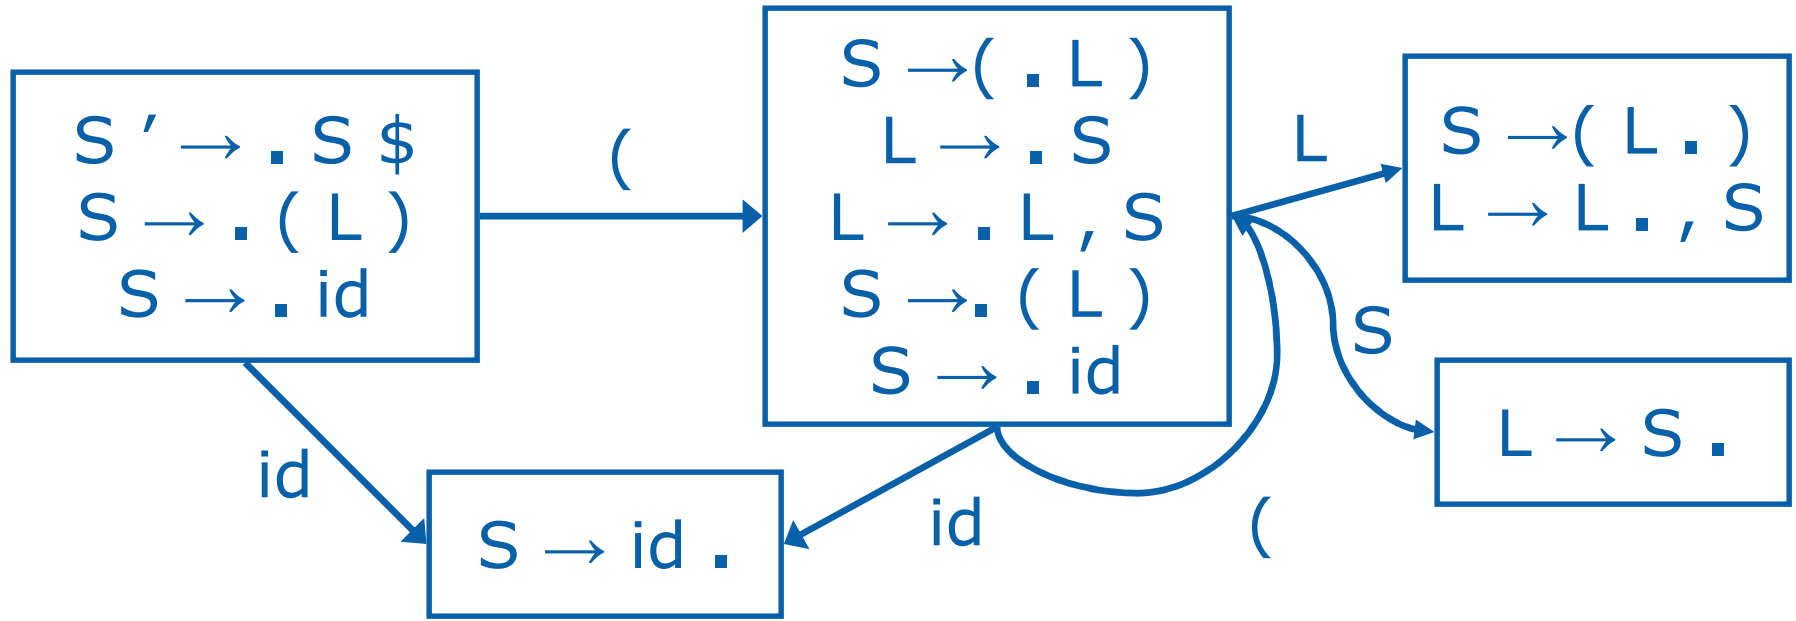 S ' → . S $
S → . ( L )
S → . id
(
id
S → ( . L )
L → . S
L → . L , S
S → . ( L )
S → . id
id
(
S → id .
L
S → ( L . )
L → L . , S
S
L → S .